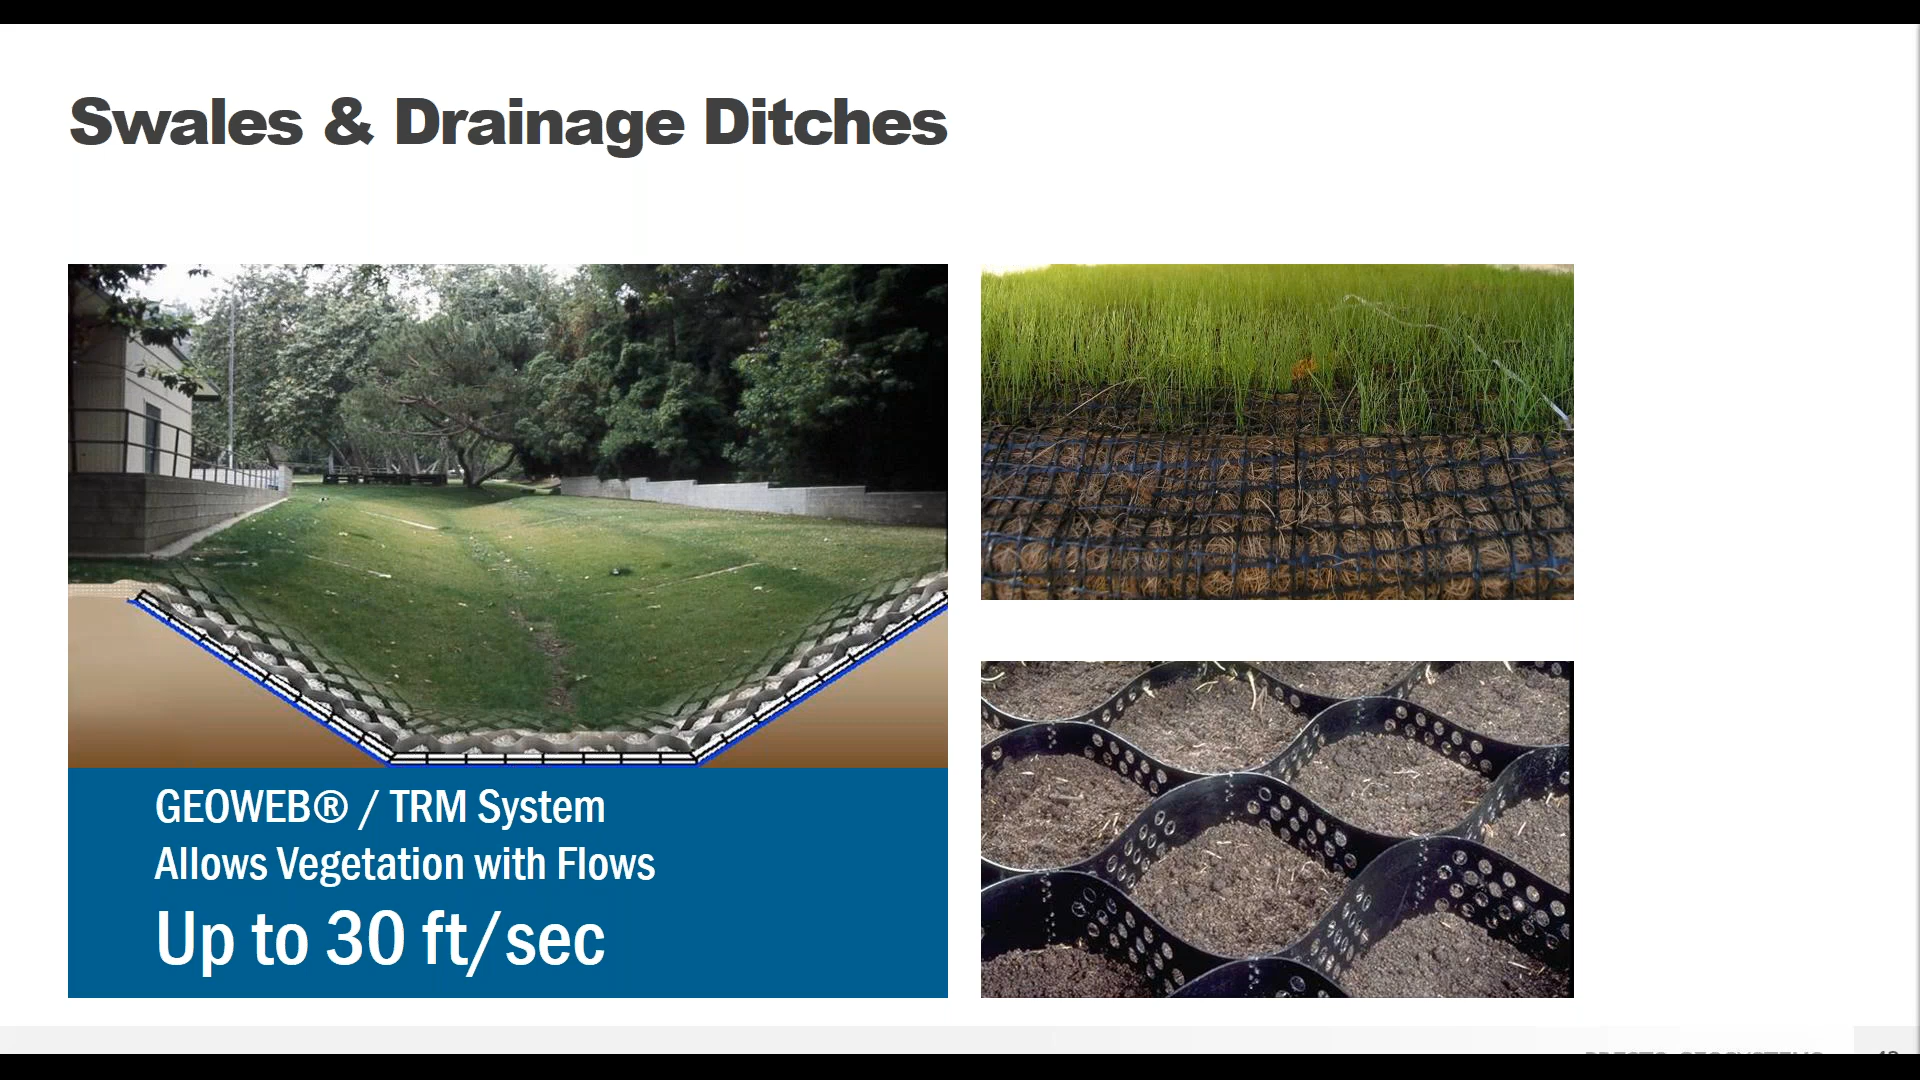 Swales & Drainage Ditches
GEOWEB® / TRM System
Allows Vegetation with Flows
Up to 30 ft/sec